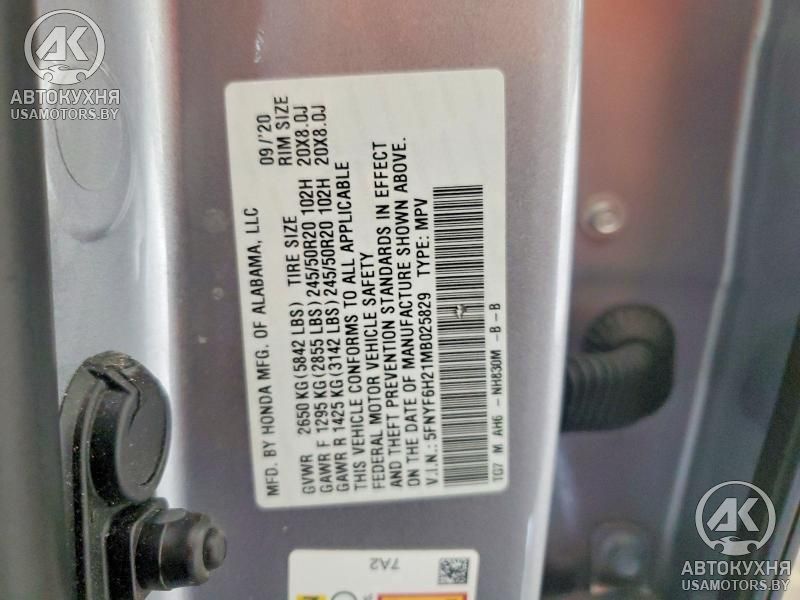 AK
АВТОКУХНЯ
USAMOTORS.BY
MFD. BY HONDA MFG. OF ALABAMA, LLC 09/'20
GVWR 2650 KG (5842 LBS) TIRE SIZE RIM SIZE
GAWR F 1295 KG (2855 LBS) 245/50R20 102H 20X8.0J
GAWR R 1425 KG (3142 LBS) 245/50R20 102H 20X8.0J
THIS VEHICLE CONFORMS TO ALL APPLICABLE
FEDERAL MOTOR VEHICLE SAFETY
AND THEFT PREVENTION STANDARDS IN EFFECT
ON THE DATE OF MANUFACTURE SHOWN ABOVE.
V.I.N.: 5FNYF6H21MB025829 TYPE: MPV
TG7 M AH6 -NH830M -B-B
7A2
AK
АВТОКУХНЯ
USAMOTORS.BY